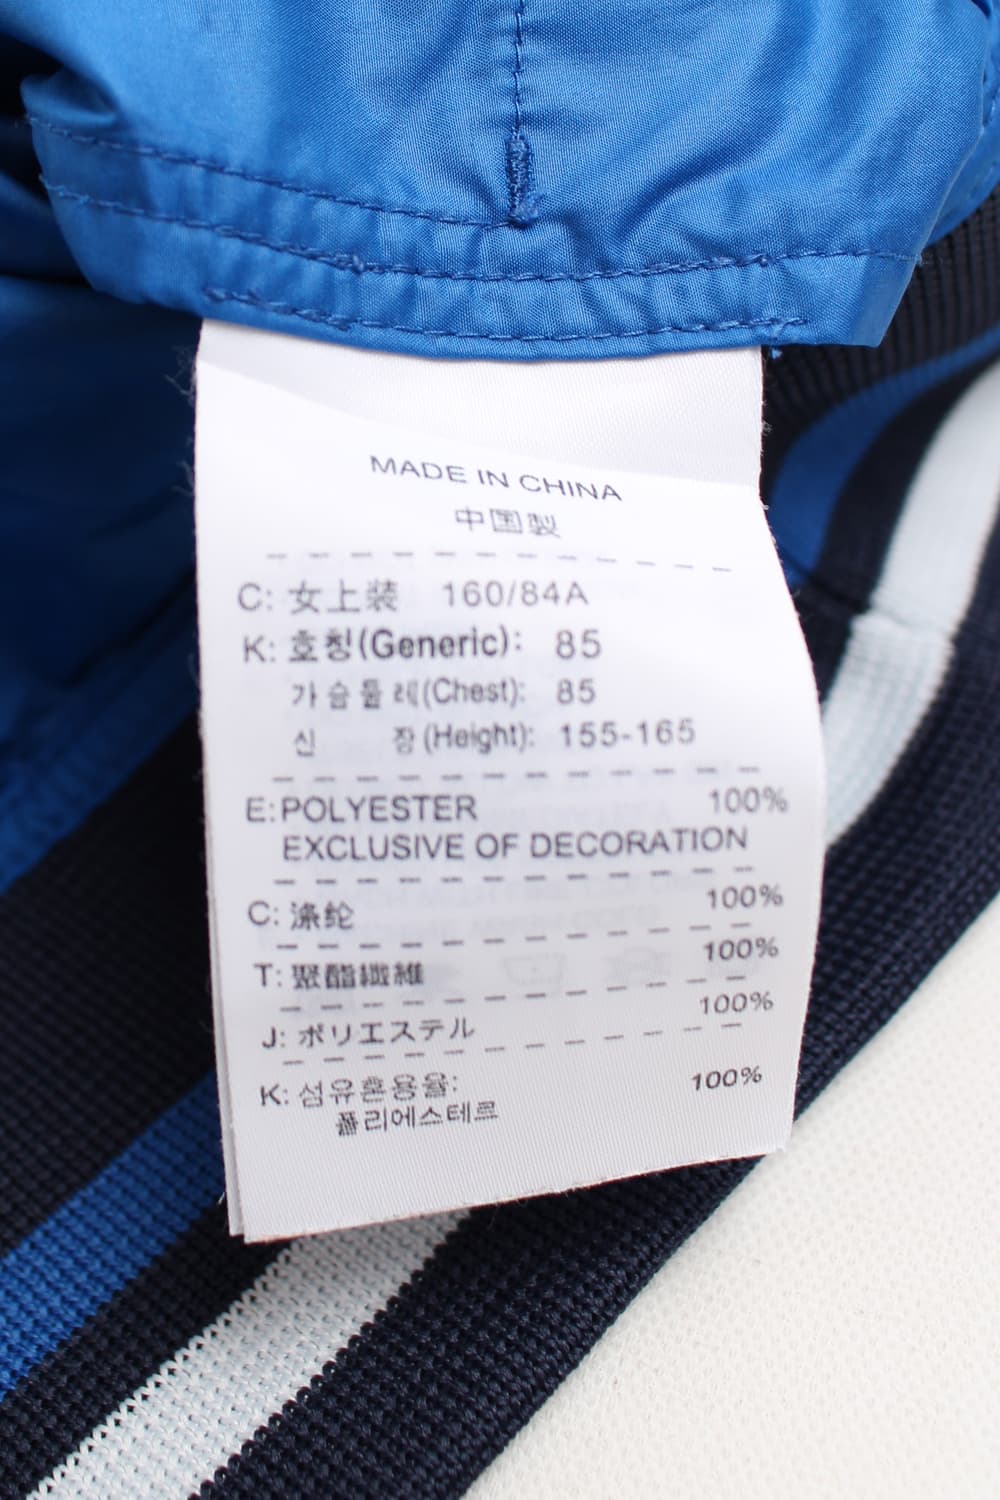 MADE IN CHINA
中国製
C: 女上装 160/84A
K: 호칭(Generic): 85
가슴둘레(Chest): 85
신 장(Height): 155-165
E: POLYESTER 100%
EXCLUSIVE OF DECORATION
C: 涤纶 100%
T: 聚酯纖維 100%
J: ポリエステル 100%
K: 섬유혼용율: 100%
폴리에스테르